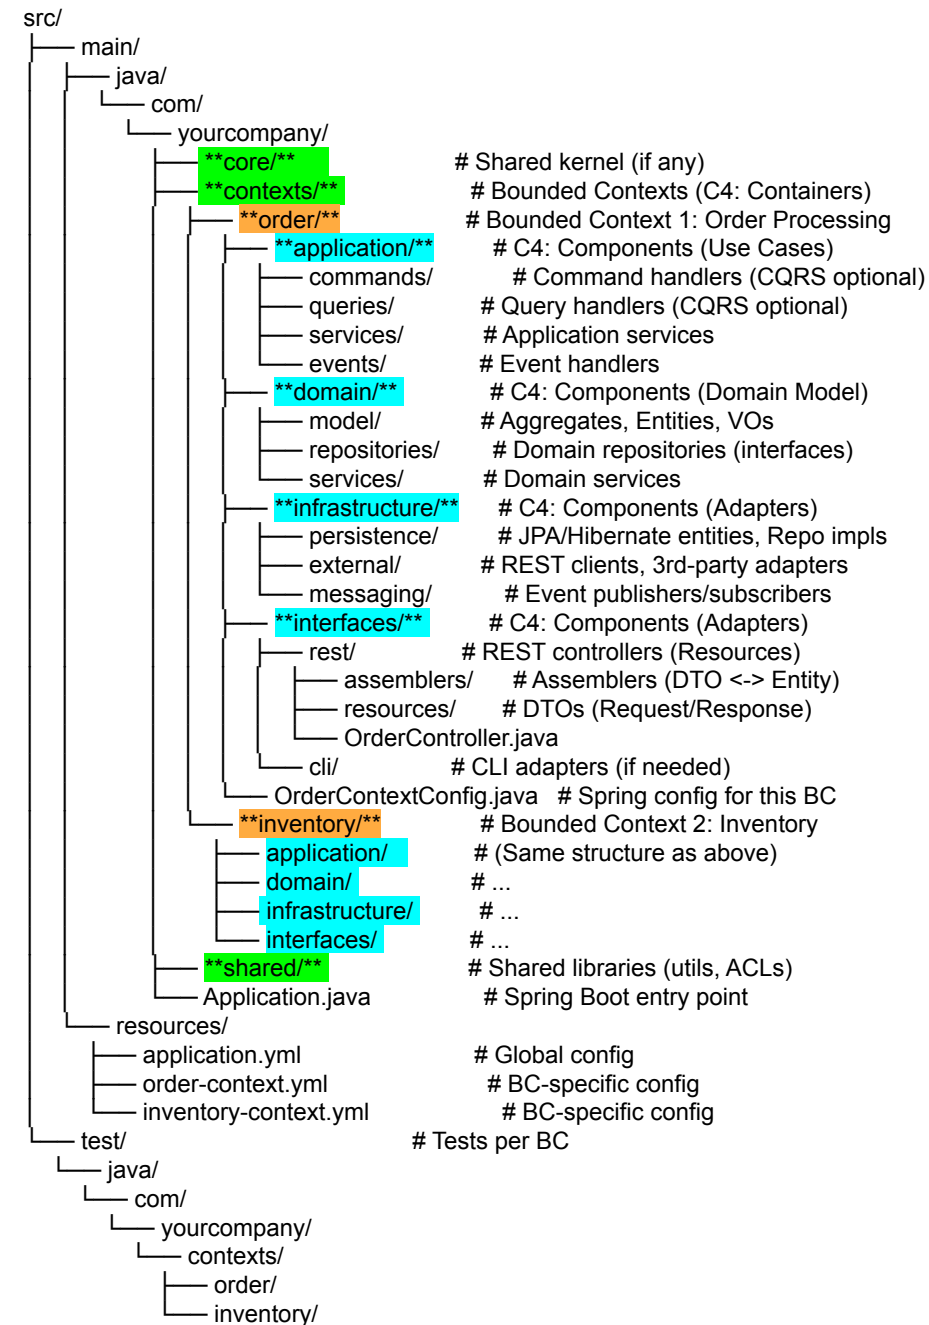 src/
├── main/
│   ├── java/
│   │   └── com/
│   │       └── yourcompany/
│   │           ├── **core/** # Shared kernel (if any)
│   │           ├── **contexts/** # Bounded Contexts (C4: Containers)
│   │           │   ├── **order/** # Bounded Context 1: Order Processing
│   │           │   │   ├── **application/** # C4: Components (Use Cases)
│   │           │   │   │   ├── commands/ # Command handlers (CQRS optional)
│   │           │   │   │   ├── queries/ # Query handlers (CQRS optional)
│   │           │   │   │   ├── services/ # Application services
│   │           │   │   │   └── events/ # Event handlers
│   │           │   │   ├── **domain/** # C4: Components (Domain Model)
│   │           │   │   │   ├── model/ # Aggregates, Entities, VOs
│   │           │   │   │   ├── repositories/ # Domain repositories (interfaces)
│   │           │   │   │   └── services/ # Domain services
│   │           │   │   ├── **infrastructure/** # C4: Components (Adapters)
│   │           │   │   │   ├── persistence/ # JPA/Hibernate entities, Repo impls
│   │           │   │   │   ├── external/ # REST clients, 3rd-party adapters
│   │           │   │   │   └── messaging/ # Event publishers/subscribers
│   │           │   │   ├── **interfaces/** # C4: Components (Adapters)
│   │           │   │   │   ├── rest/ # REST controllers (Resources)
│   │           │   │   │   │   ├── assemblers/ # Assemblers (DTO <-> Entity)
│   │           │   │   │   │   ├── resources/ # DTOs (Request/Response)
│   │           │   │   │   │   └── OrderController.java
│   │           │   │   │   └── cli/ # CLI adapters (if needed)
│   │           │   │   └── OrderContextConfig.java # Spring config for this BC
│   │           │   └── **inventory/** # Bounded Context 2: Inventory
│   │           │       ├── application/ # (Same structure as above)
│   │           │       ├── domain/ # ...
│   │           │       ├── infrastructure/ # ...
│   │           │       └── interfaces/ # ...
│   │           ├── **shared/** # Shared libraries (utils, ACLs)
│   │           └── Application.java # Spring Boot entry point
│   └── resources/
│       ├── application.yml # Global config
│       ├── order-context.yml # BC-specific config
│       └── inventory-context.yml # BC-specific config
└── test/ # Tests per BC
    └── java/
        └── com/
            └── yourcompany/
                └── contexts/
                    ├── order/
                    └── inventory/